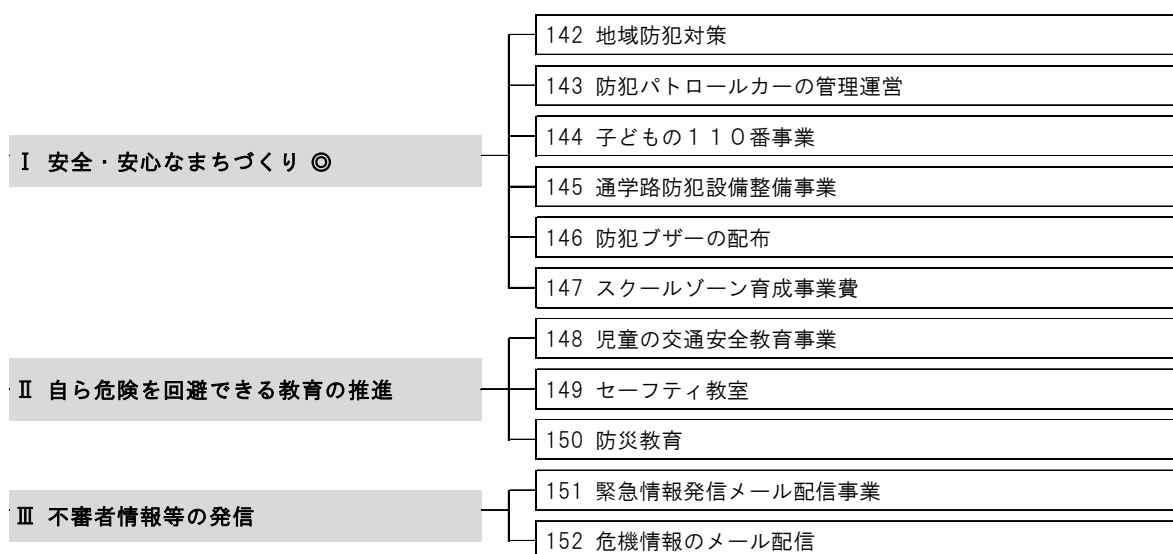 Ⅰ 安全・安心なまちづくり ◎
142 地域防犯対策
143 防犯パトロールカーの管理運営
144 子どもの１１０番事業
145 通学路防犯設備整備事業
146 防犯ブザーの配布
147 スクールゾーン育成事業費
Ⅱ 自ら危険を回避できる教育の推進
148 児童の交通安全教育事業
149 セーフティ教室
150 防災教育
Ⅲ 不審者情報等の発信
151 緊急情報発信メール配信事業
152 危機情報のメール配信